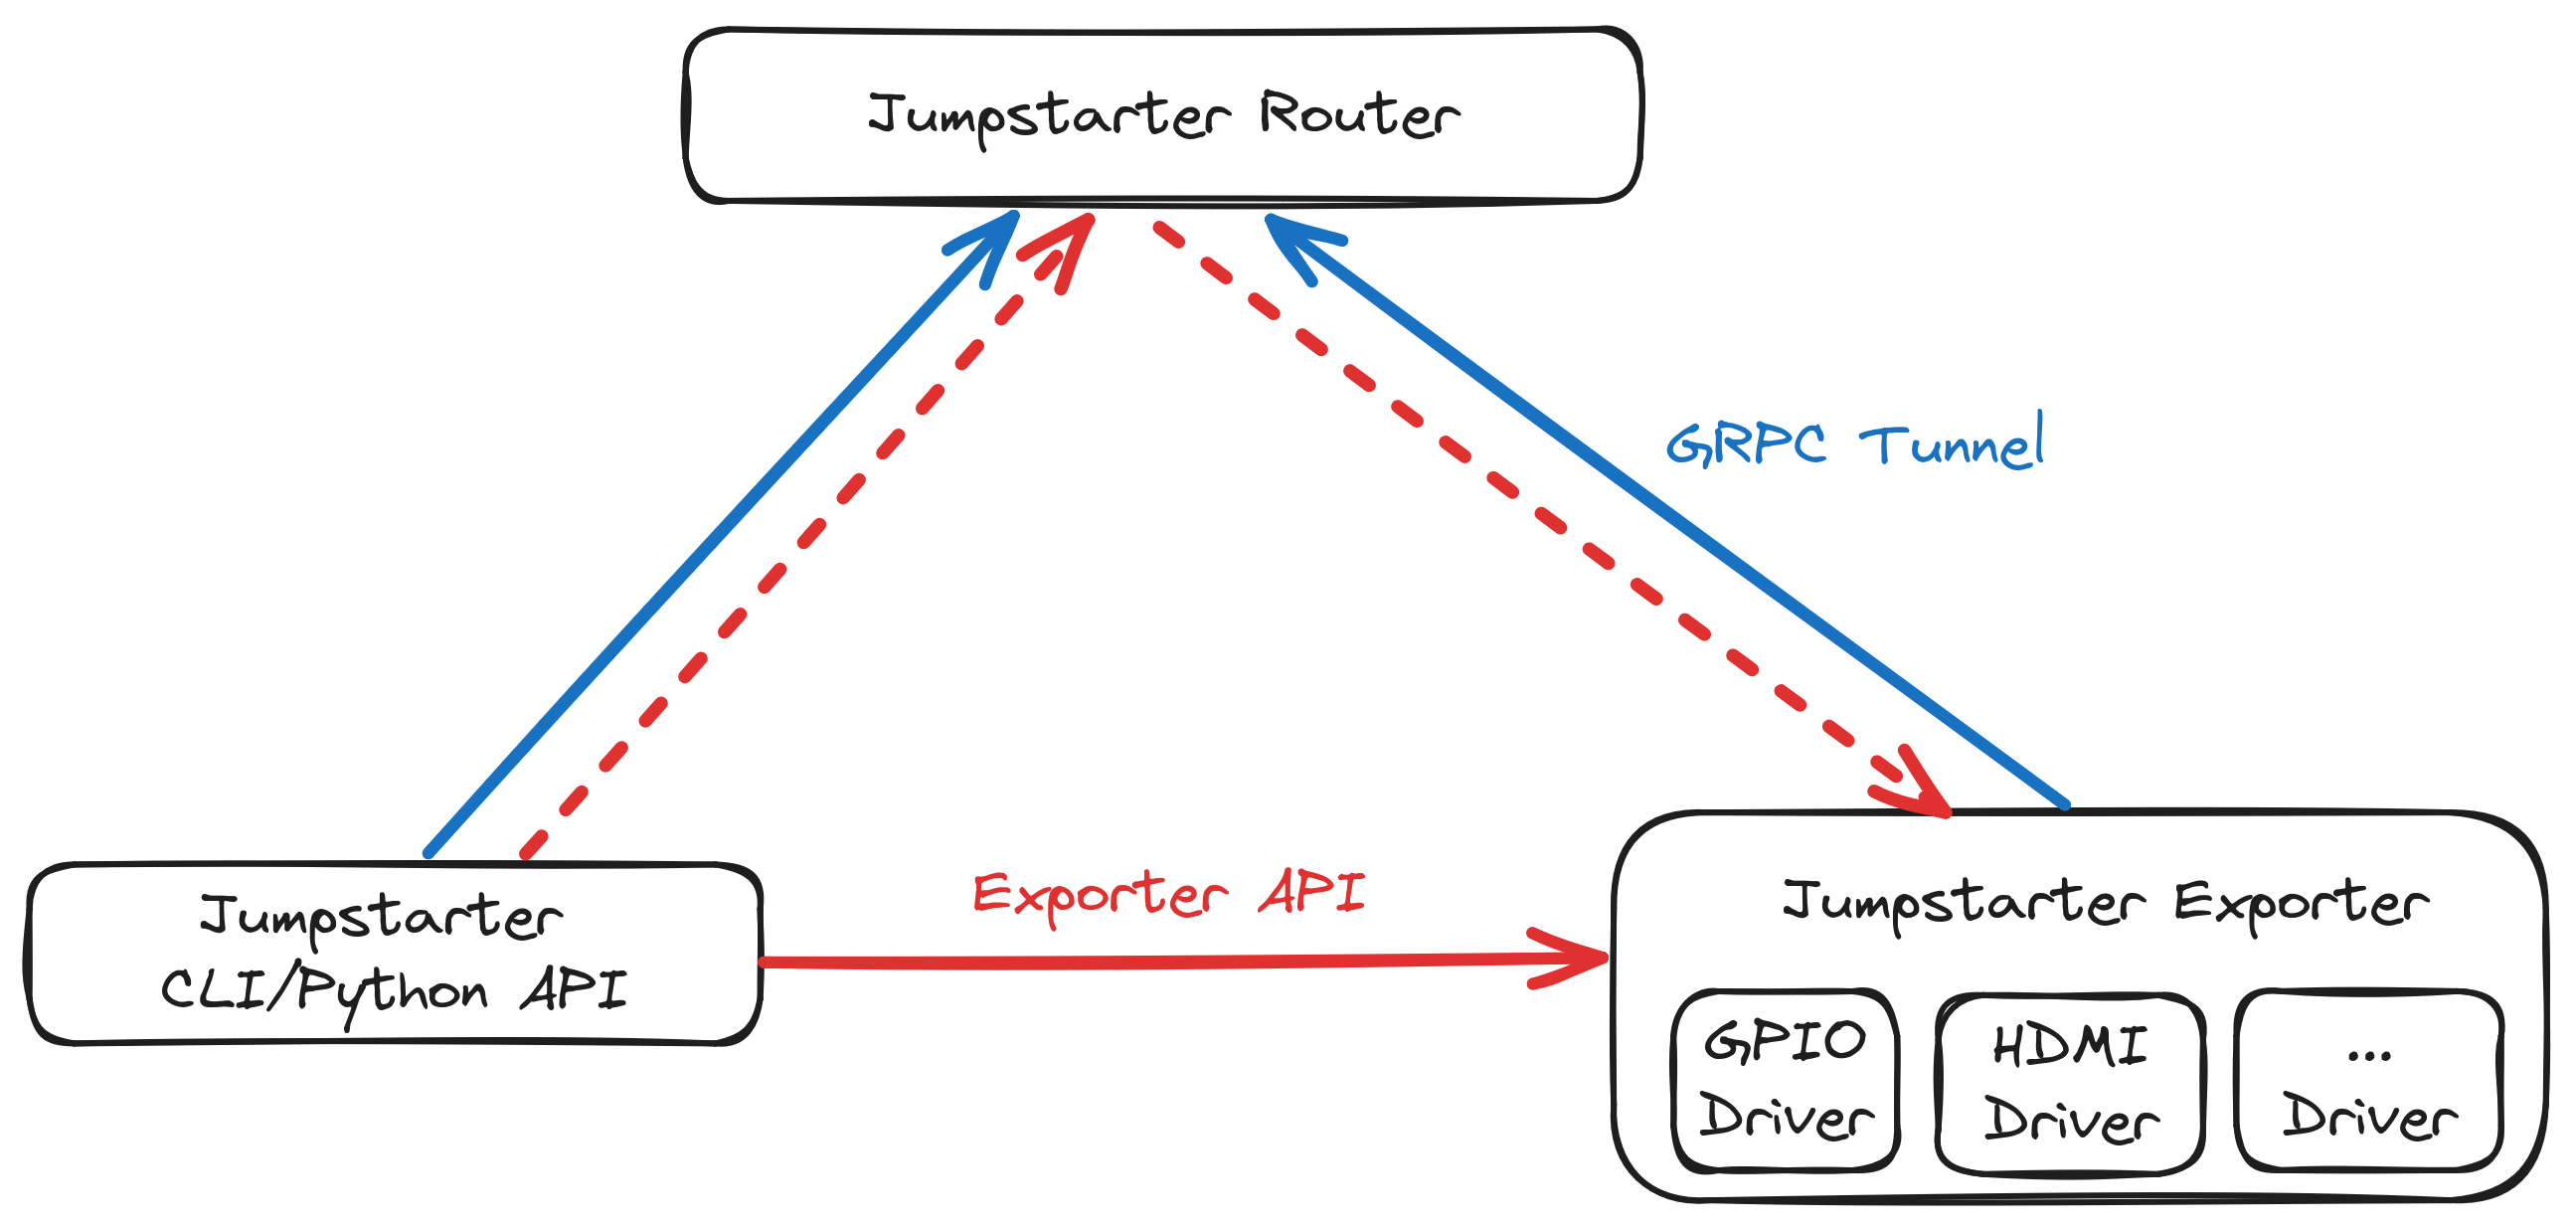 Jumpstarter Router
GRPC Tunnel
Exporter API
Jumpstarter
CLI/Python API
Jumpstarter Exporter
GPIO
Driver
HDMI
Driver
...
Driver